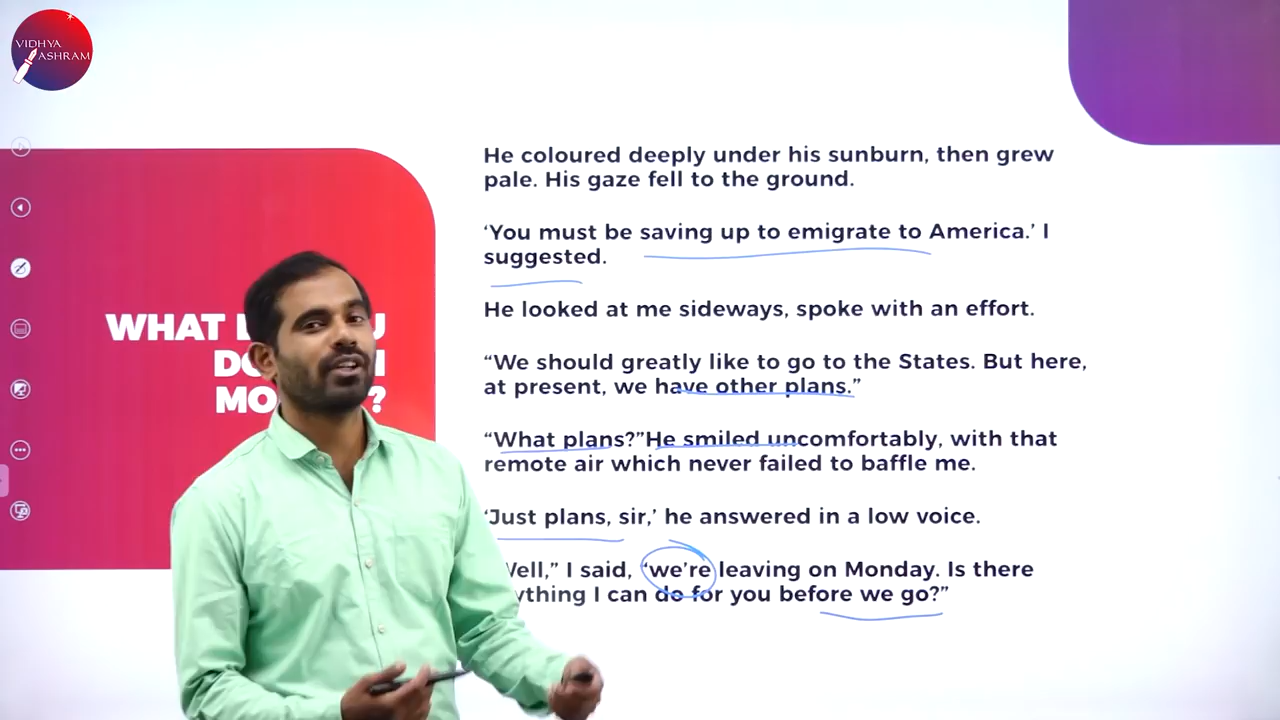 VIDHYA
ASHRAM
WHAT
U
DO
MO ?
He coloured deeply under his sunburn, then grew
pale. His gaze fell to the ground.
‘You must be saving up to emigrate to America.’ I
suggested.
He looked at me sideways, spoke with an effort.
“We should greatly like to go to the States. But here,
at present, we have other plans.”
“What plans?”He smiled uncomfortably, with that
remote air which never failed to baffle me.
‘Just plans, sir,’ he answered in a low voice.
Well,” I said, ‘we’re leaving on Monday. Is there
ything I can do for you before we go?”